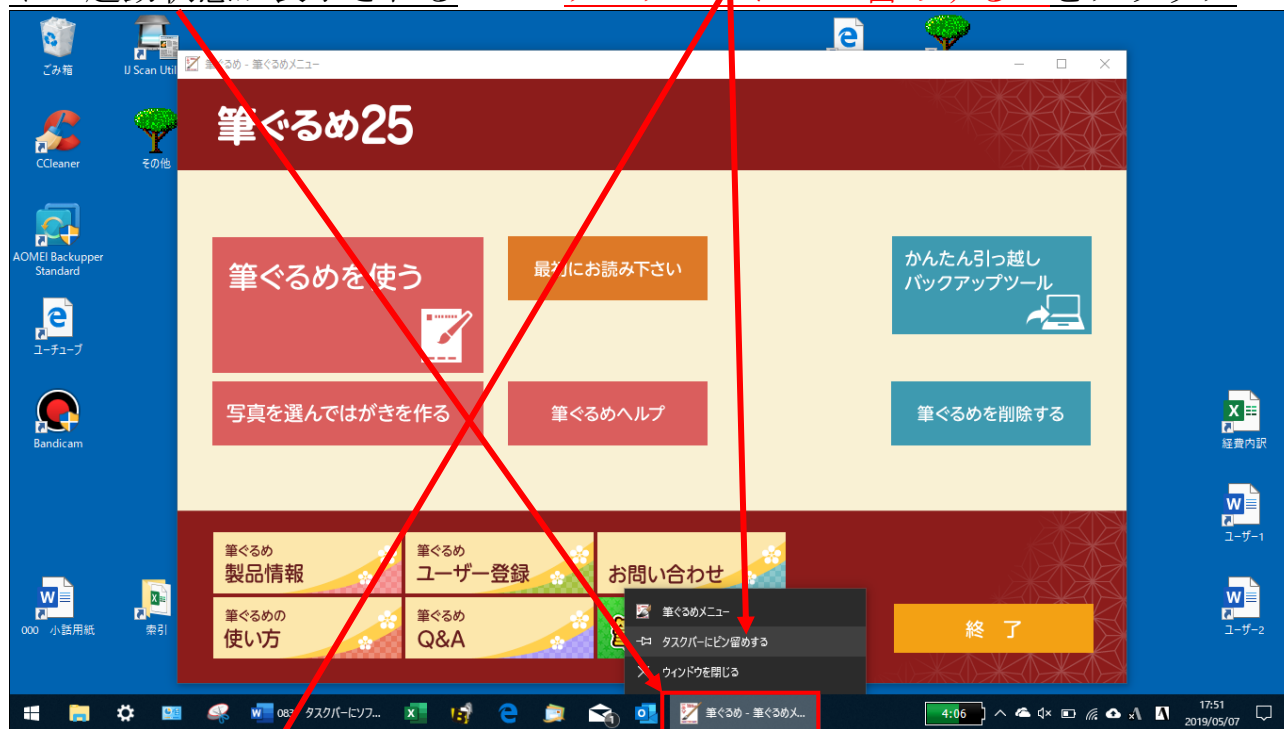 ごみ箱
IJ Scan Util
筆ぐるめ - 筆ぐるめメニュー
筆ぐるめ25
CCleaner
その他
AOMEI Backupper
Standard
筆ぐるめを使う
最初にお読み下さい
かんたん引っ越し
バックアップツール
ユーチューブ
写真を選んではがきを作る
筆ぐるめヘルプ
筆ぐるめを削除する
Bandicam
経費内訳
筆ぐるめ
製品情報
筆ぐるめ
ユーザー登録
お問い合わせ
ユーザー1
筆ぐるめの
使い方
筆ぐるめ
Q&A
筆ぐるめメニュー
タスクバーにピン留めする
ウィンドウを閉じる
終 了
000 小話用紙
索引
ユーザー2
タスクバーにソフ...
筆ぐるめ - 筆ぐるめメ...
4:06
17:51
2019/05/07